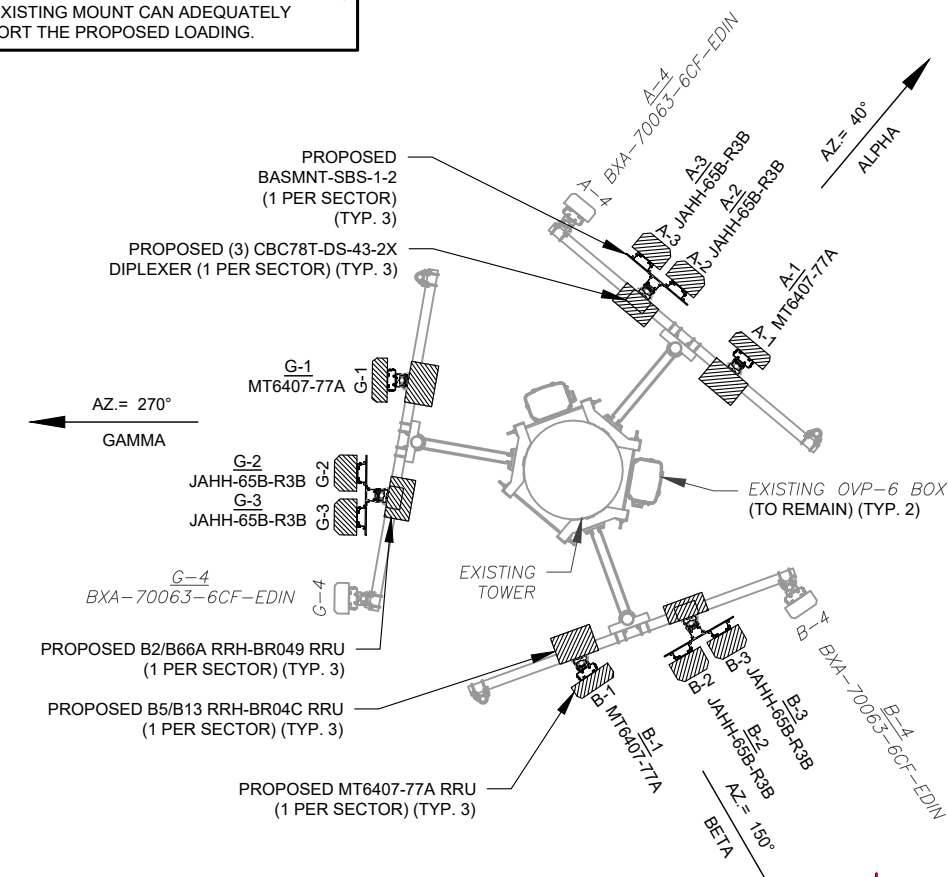 XISTING MOUNT CAN ADEQUATELY
ORT THE PROPOSED LOADING.
A-4
BXA-70063-6CF-EDIN
A-4
AZ.= 40°
ALPHA
PROPOSED
BASMNT-SBS-1-2
(1 PER SECTOR)
(TYP. 3)
A-3
JAHH-65B-R3B
A-3
A-2
JAHH-65B-R3B
A-2
PROPOSED (3) CBC78T-DS-43-2X
DIPLEXER (1 PER SECTOR) (TYP. 3)
A-1
MT6407-77A
A-1
G-1
MT6407-77A
G-1
AZ.= 270°
GAMMA
G-2
JAHH-65B-R3B
G-2
G-3
JAHH-65B-R3B
G-3
EXISTING OVP-6 BOX
(TO REMAIN) (TYP. 2)
G-4
BXA-70063-6CF-EDIN
G-4
EXISTING
TOWER
PROPOSED B2/B66A RRH-BR049 RRU
(1 PER SECTOR) (TYP. 3)
B-4
B-4
BXA-70063-6CF-EDIN
PROPOSED B5/B13 RRH-BR04C RRU
(1 PER SECTOR) (TYP. 3)
B-3
B-3
JAHH-65B-R3B
B-2
B-2
JAHH-65B-R3B
B-1
B-1
MT6407-77A
PROPOSED MT6407-77A RRU
(1 PER SECTOR) (TYP. 3)
AZ.= 150°
BETA